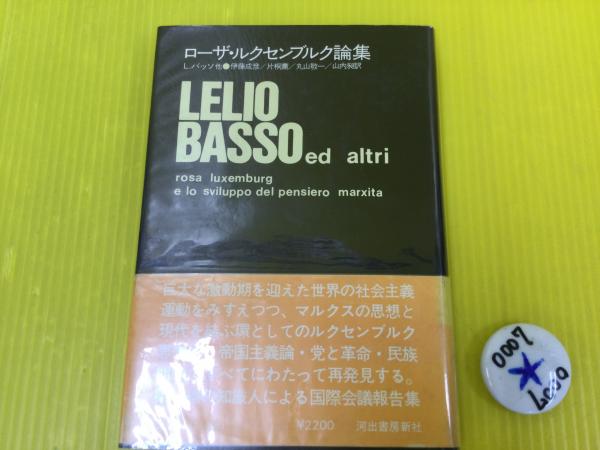 ローザ・ルクセンブルク論集
L.バッソ他●伊藤成彦/片桐薫/丸山敬一/山内昶訳
LELIO
BASSO ed altri
rosa luxemburg
e lo sviluppo del pensiero marxita
巨大な激動期を迎えた世界の社会主義
運動をみすえつつ、マルクスの思想と
現代を結ぶ環としてのルクセンブルク
帝国主義論・党と革命・民族
べてにわたって再発見する。
知識人による国際会議報告集
¥2200 河出書房新社
0007